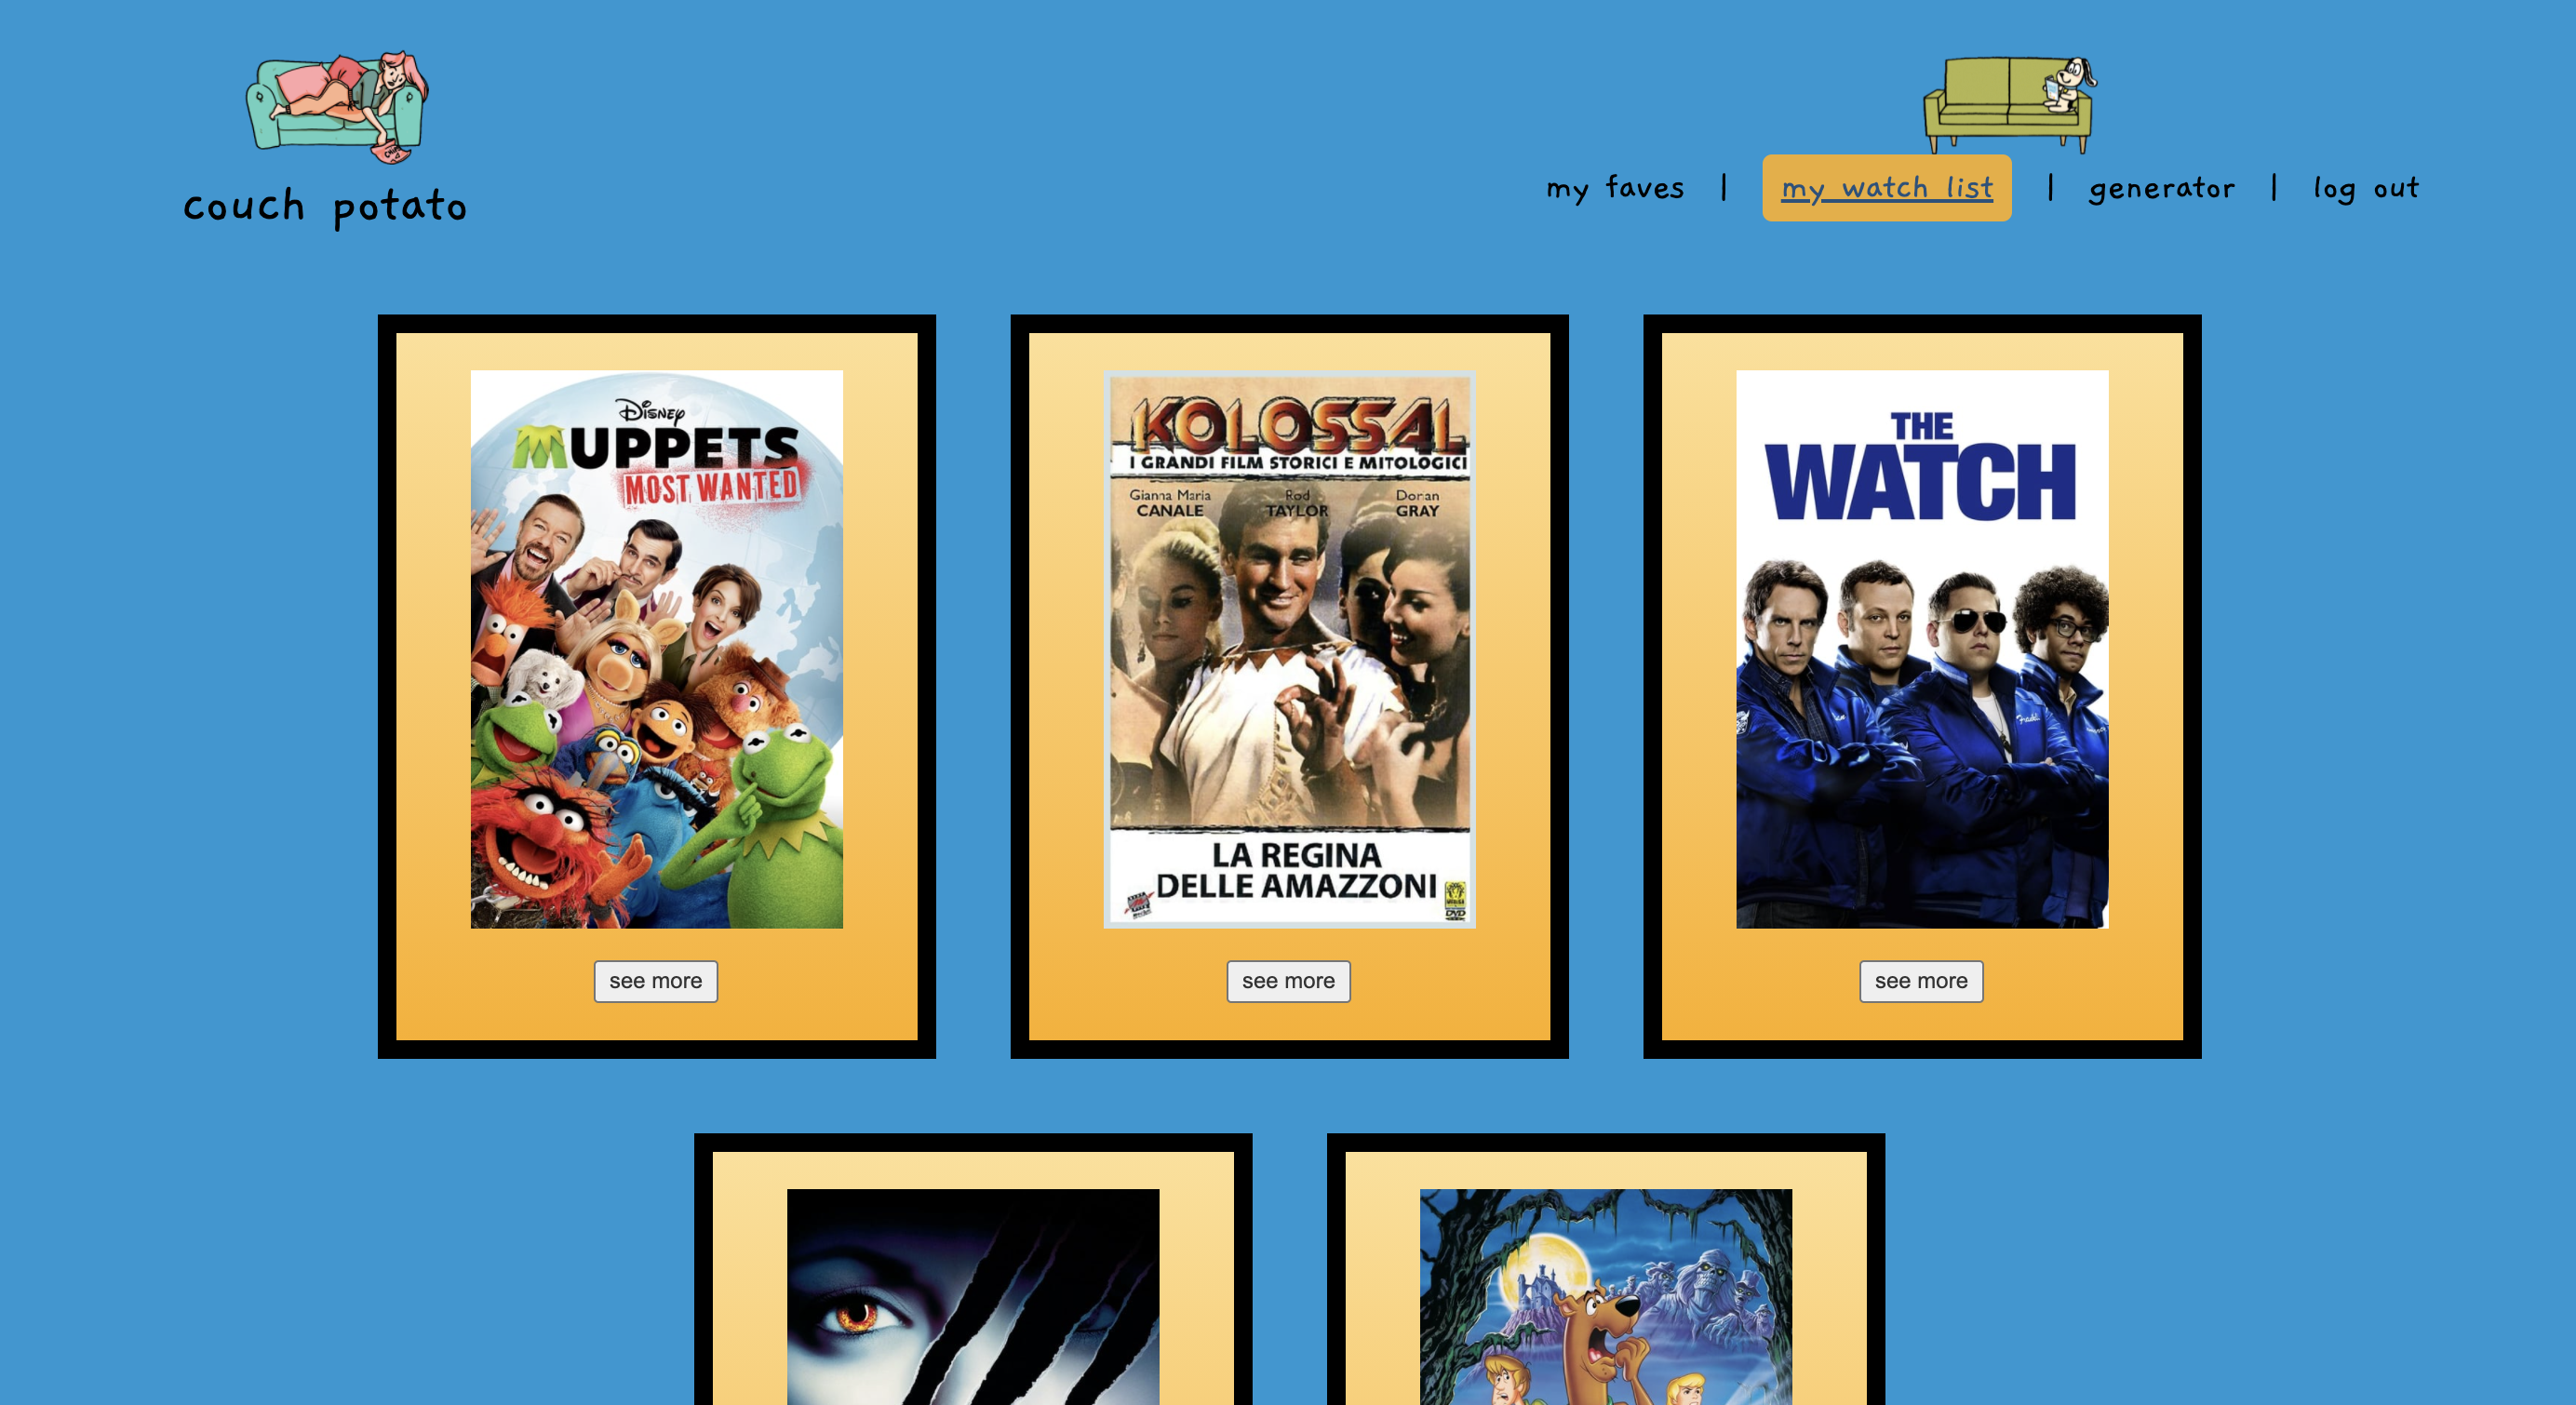 couch potato
my faves | my watch list | generator | log out
DISNEY
MUPPETS
MOST WANTED
see more
KOLOSSAL
I GRANDI FILM STORICI E MITOLOGICI
Gianna Maria CANALE
Rod TAYLOR
Dorian GRAY
LA REGINA
DELLE AMAZZONI
DVD
see more
THE
WATCH
see more